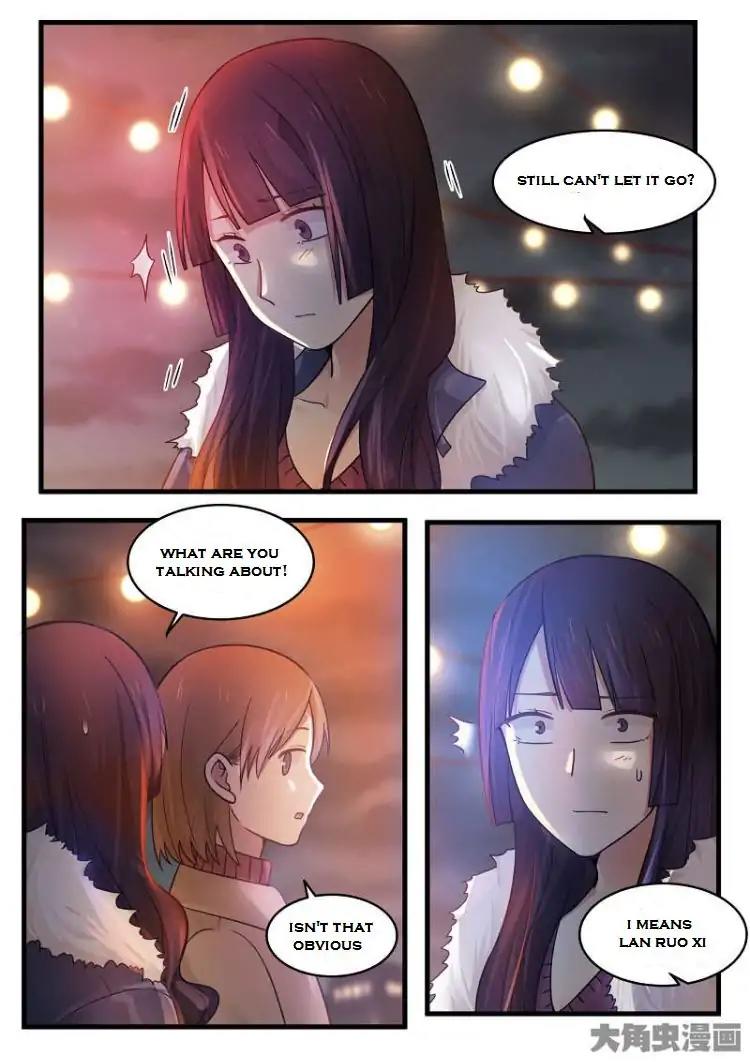 STILL CAN'T LET IT GO?
WHAT ARE YOU
TALKING ABOUT!
ISN'T THAT
OBVIOUS
I MEANS
LAN RUO XI
大角虫漫画